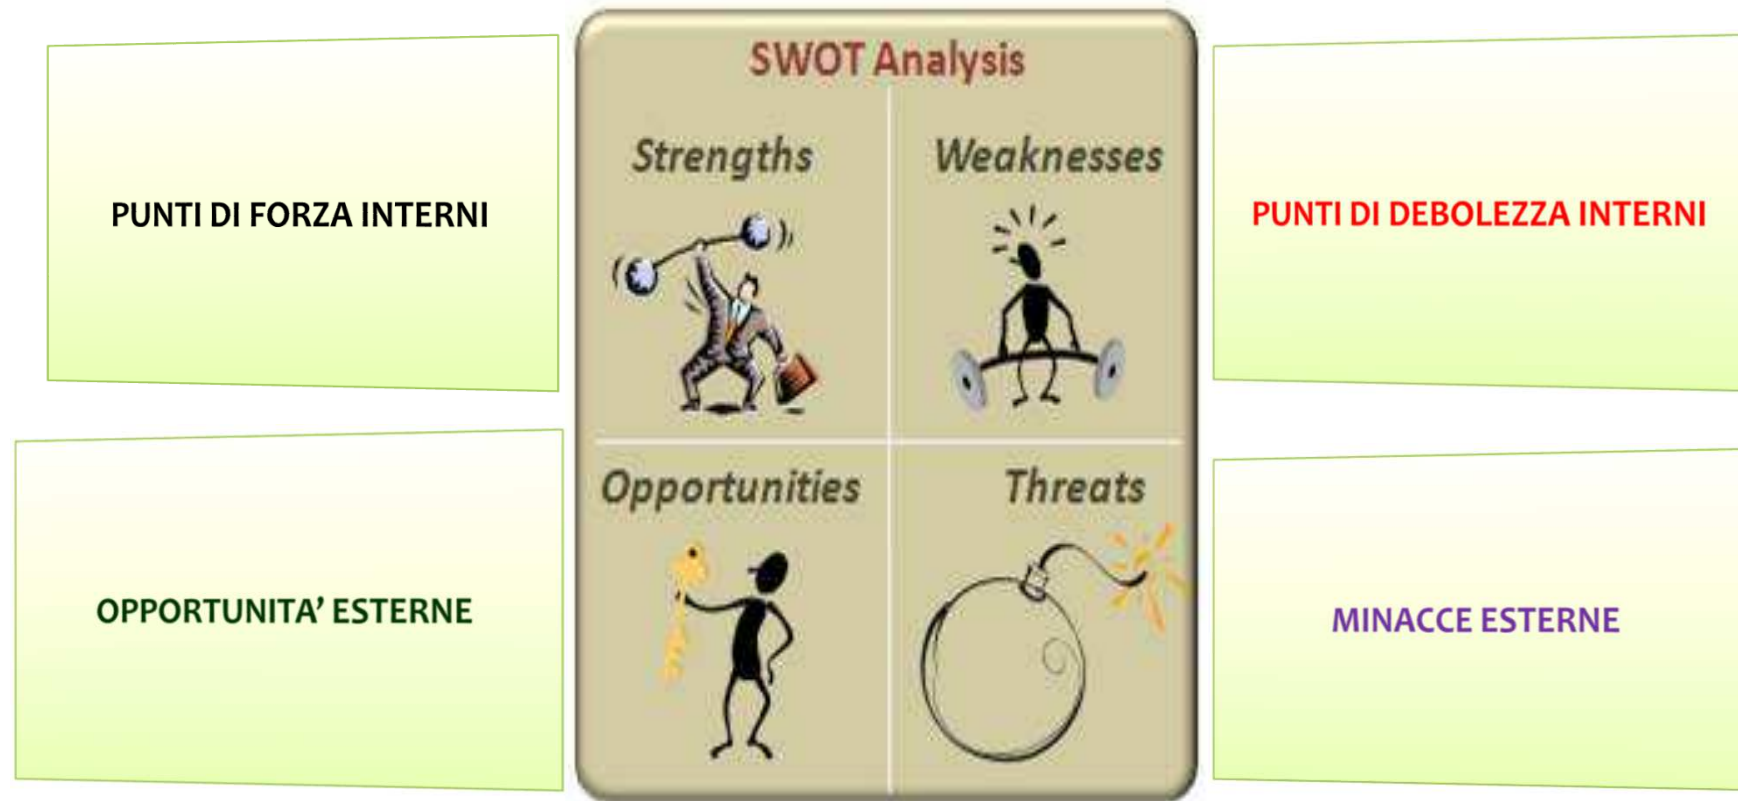 SWOT Analysis
PUNTI DI FORZA INTERNI
Strengths
Weaknesses
PUNTI DI DEBOLEZZA INTERNI
OPPORTUNITA’ ESTERNE
Opportunities
Threats
MINACCE ESTERNE